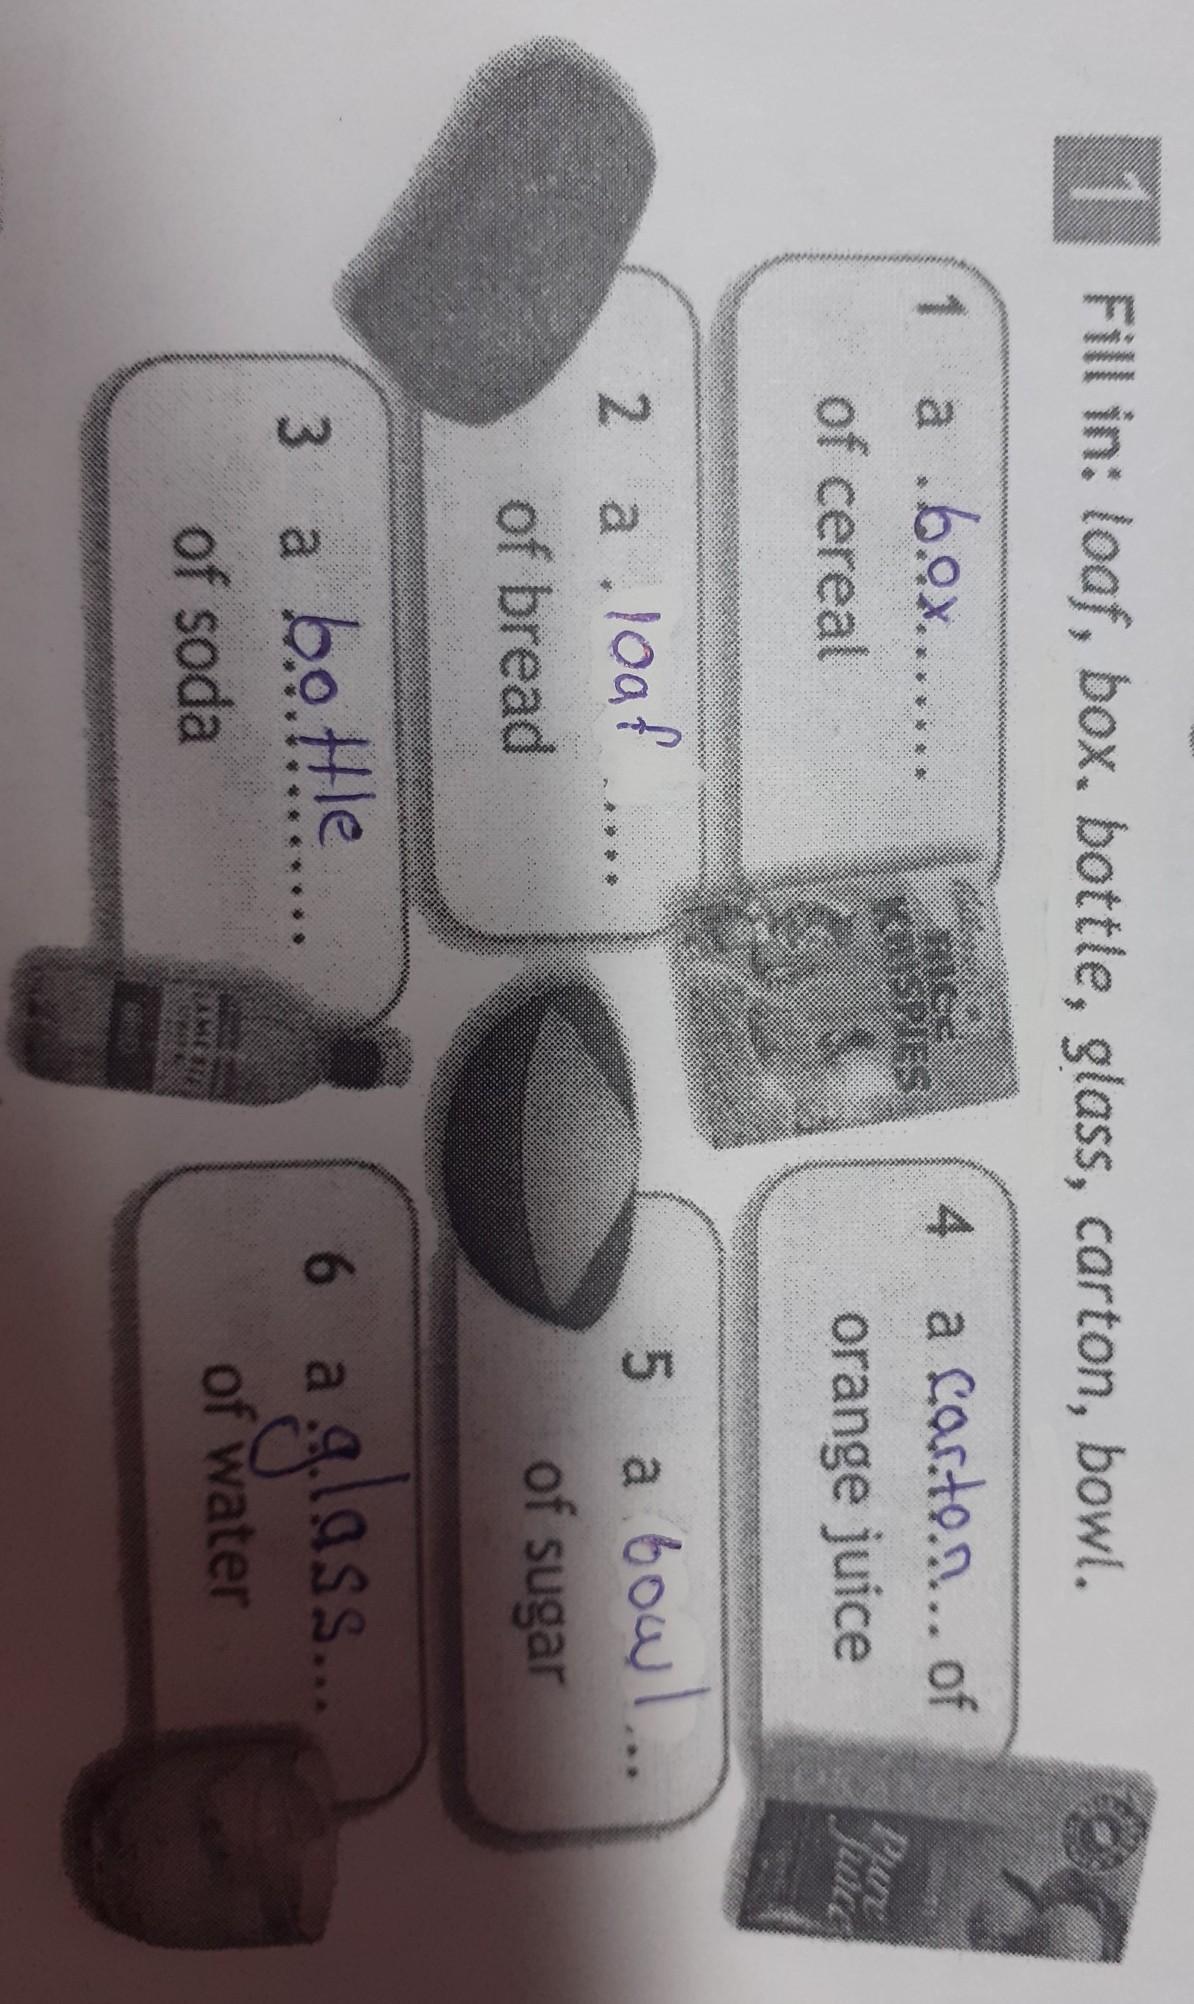 1 Fill in: loaf, box. bottle, glass, carton, bowl.
1 a box
of cereal
RICE
KRISPIES
2 a loaf
of bread
3 a bottle
of soda
4 a carton of
orange juice
Pure
Juice
5 a bowl
of sugar
6 a glass
of water